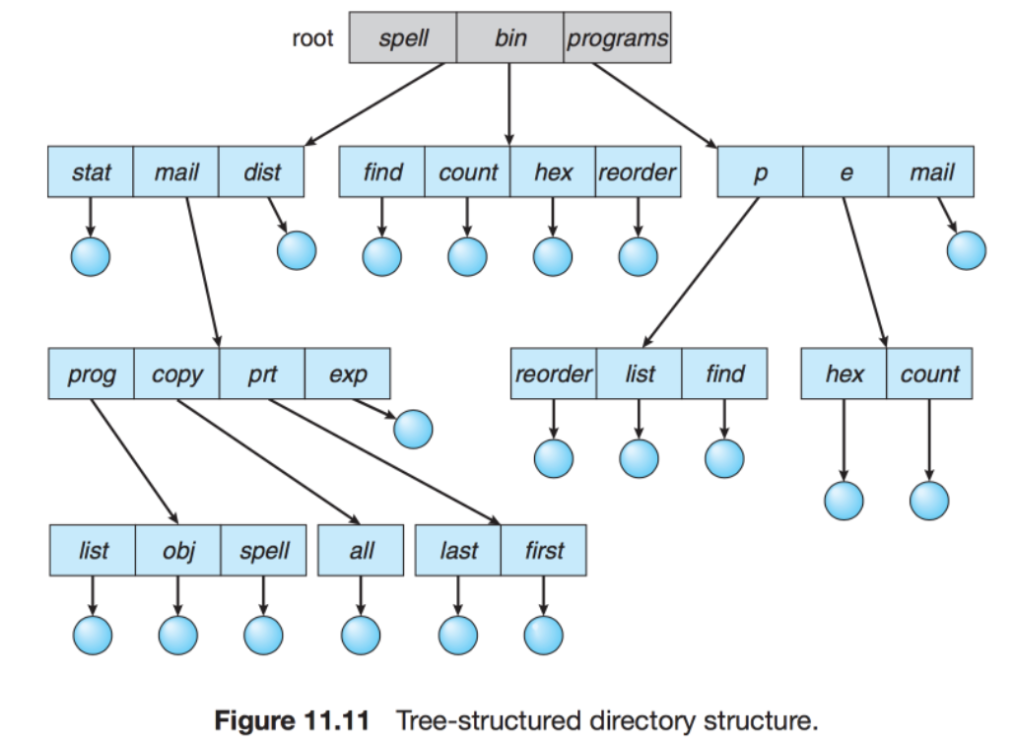 root spell bin programs
stat mail dist find count hex reorder p e mail
prog copy prt exp reorder list find hex count
list obj spell all last first
Figure 11.11 Tree-structured directory structure.